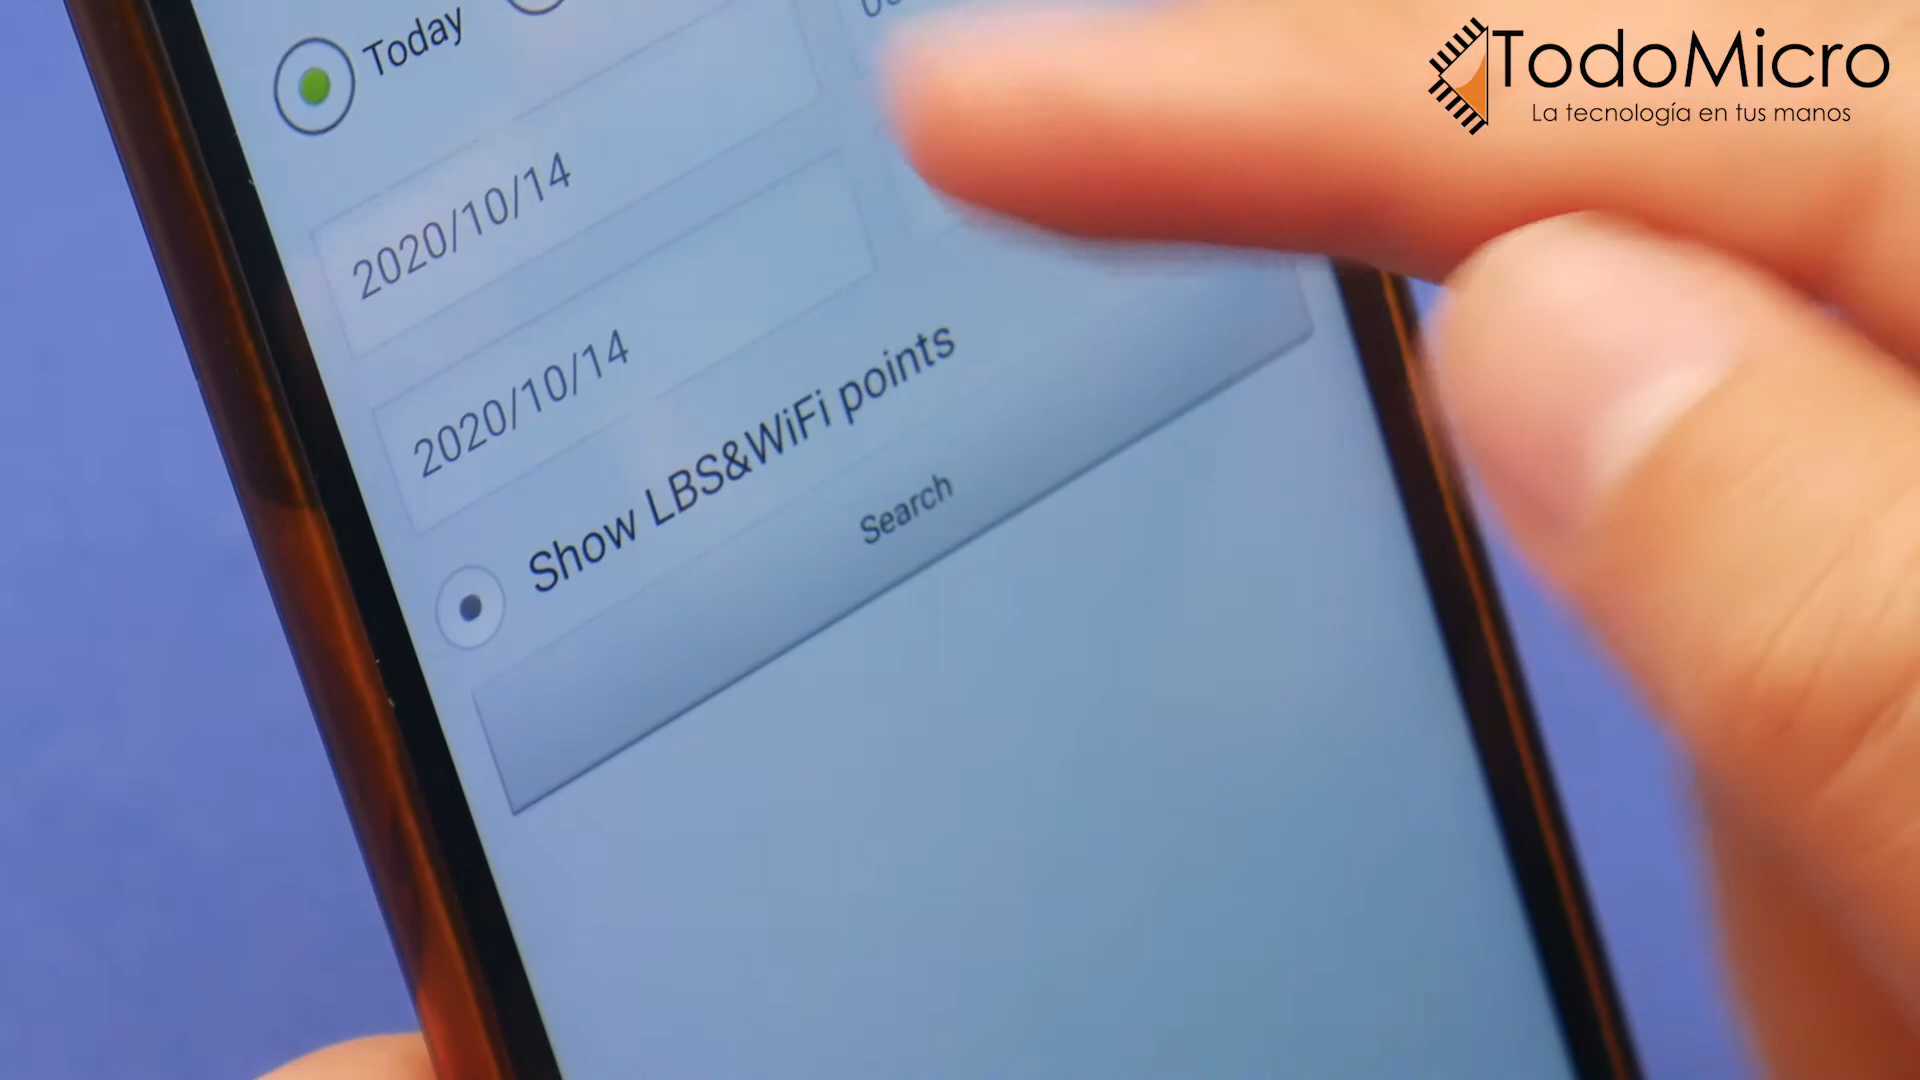 TodoMicro
La tecnología en tus manos
Today
2020/10/14
2020/10/14
Show LBS&WiFi points
Search